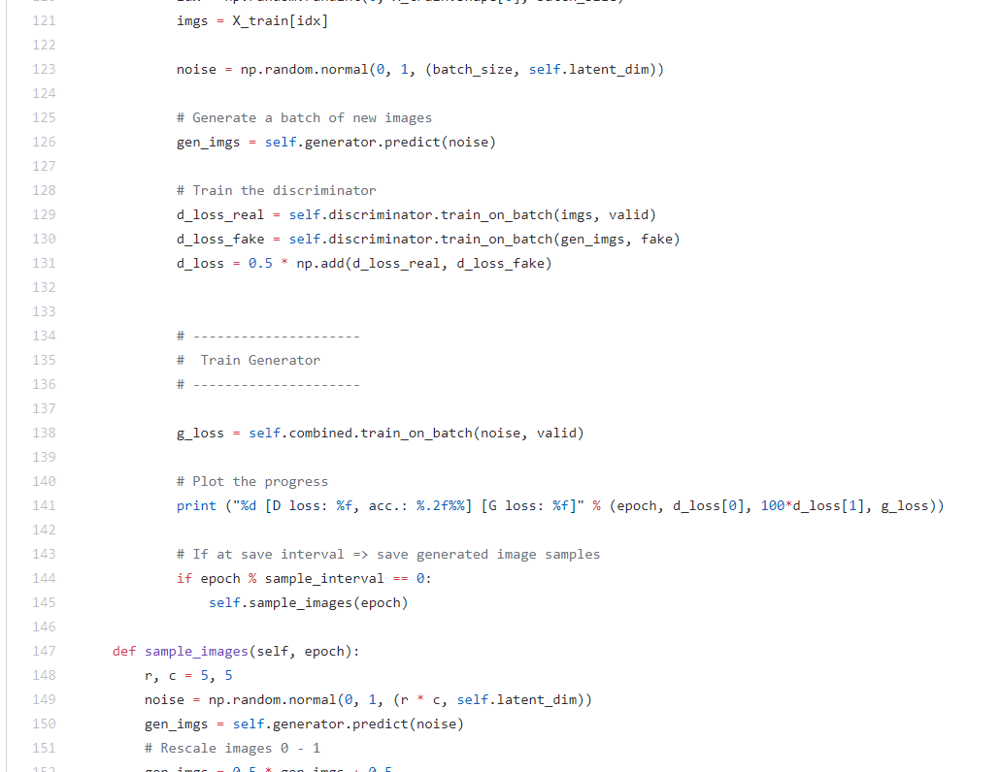 121 imgs = X_train[idx]
122
123 noise = np.random.normal(0, 1, (batch_size, self.latent_dim))
124
125 # Generate a batch of new images
126 gen_imgs = self.generator.predict(noise)
127
128 # Train the discriminator
129 d_loss_real = self.discriminator.train_on_batch(imgs, valid)
130 d_loss_fake = self.discriminator.train_on_batch(gen_imgs, fake)
131 d_loss = 0.5 * np.add(d_loss_real, d_loss_fake)
132
133
134 # ---------------------
135 #  Train Generator
136 # ---------------------
137
138 g_loss = self.combined.train_on_batch(noise, valid)
139
140 # Plot the progress
141 print ("%d [D loss: %f, acc.: %.2f%%] [G loss: %f]" % (epoch, d_loss[0], 100*d_loss[1], g_loss))
142
143 # If at save interval => save generated image samples
144 if epoch % sample_interval == 0:
145 self.sample_images(epoch)
146
147 def sample_images(self, epoch):
148 r, c = 5, 5
149 noise = np.random.normal(0, 1, (r * c, self.latent_dim))
150 gen_imgs = self.generator.predict(noise)
151 # Rescale images 0 - 1